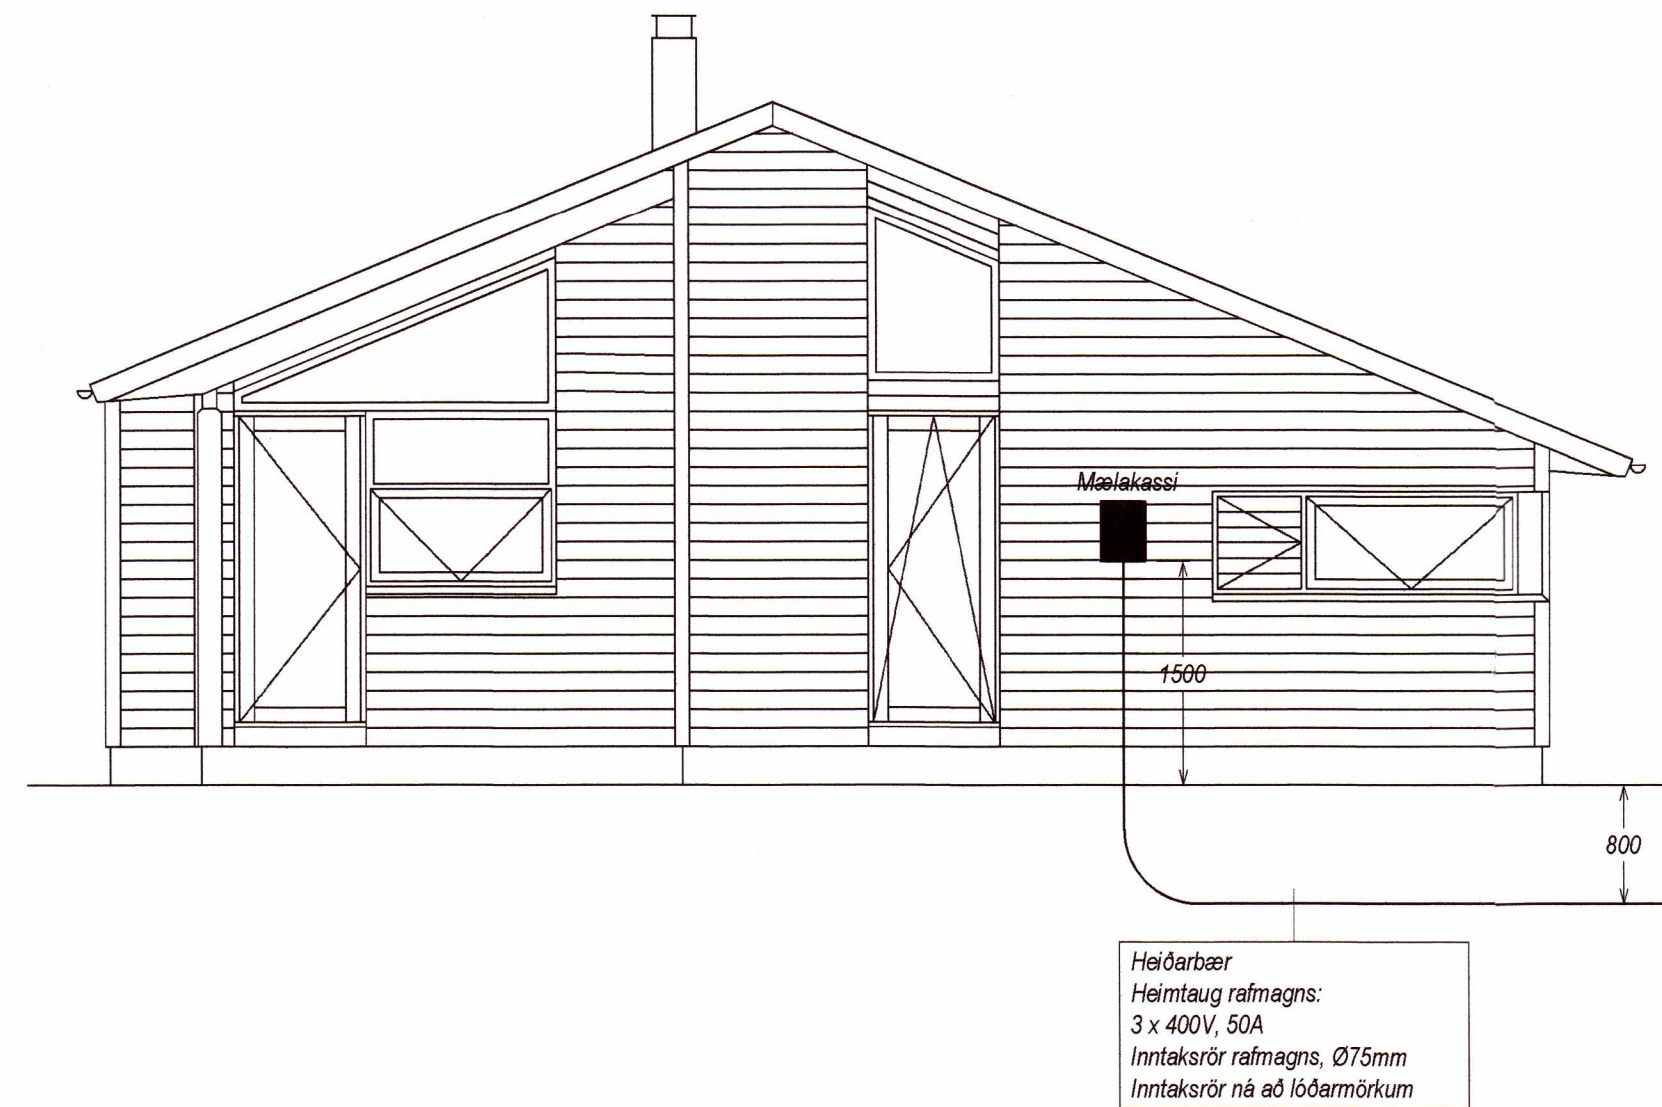 Mælakassi
1500
800
Heiðarbær
Heimtaug rafmagns:
3 x 400V, 50A
Inntaksrör rafmagns, Ø75mm
Inntaksrör ná að lóðarmörkum